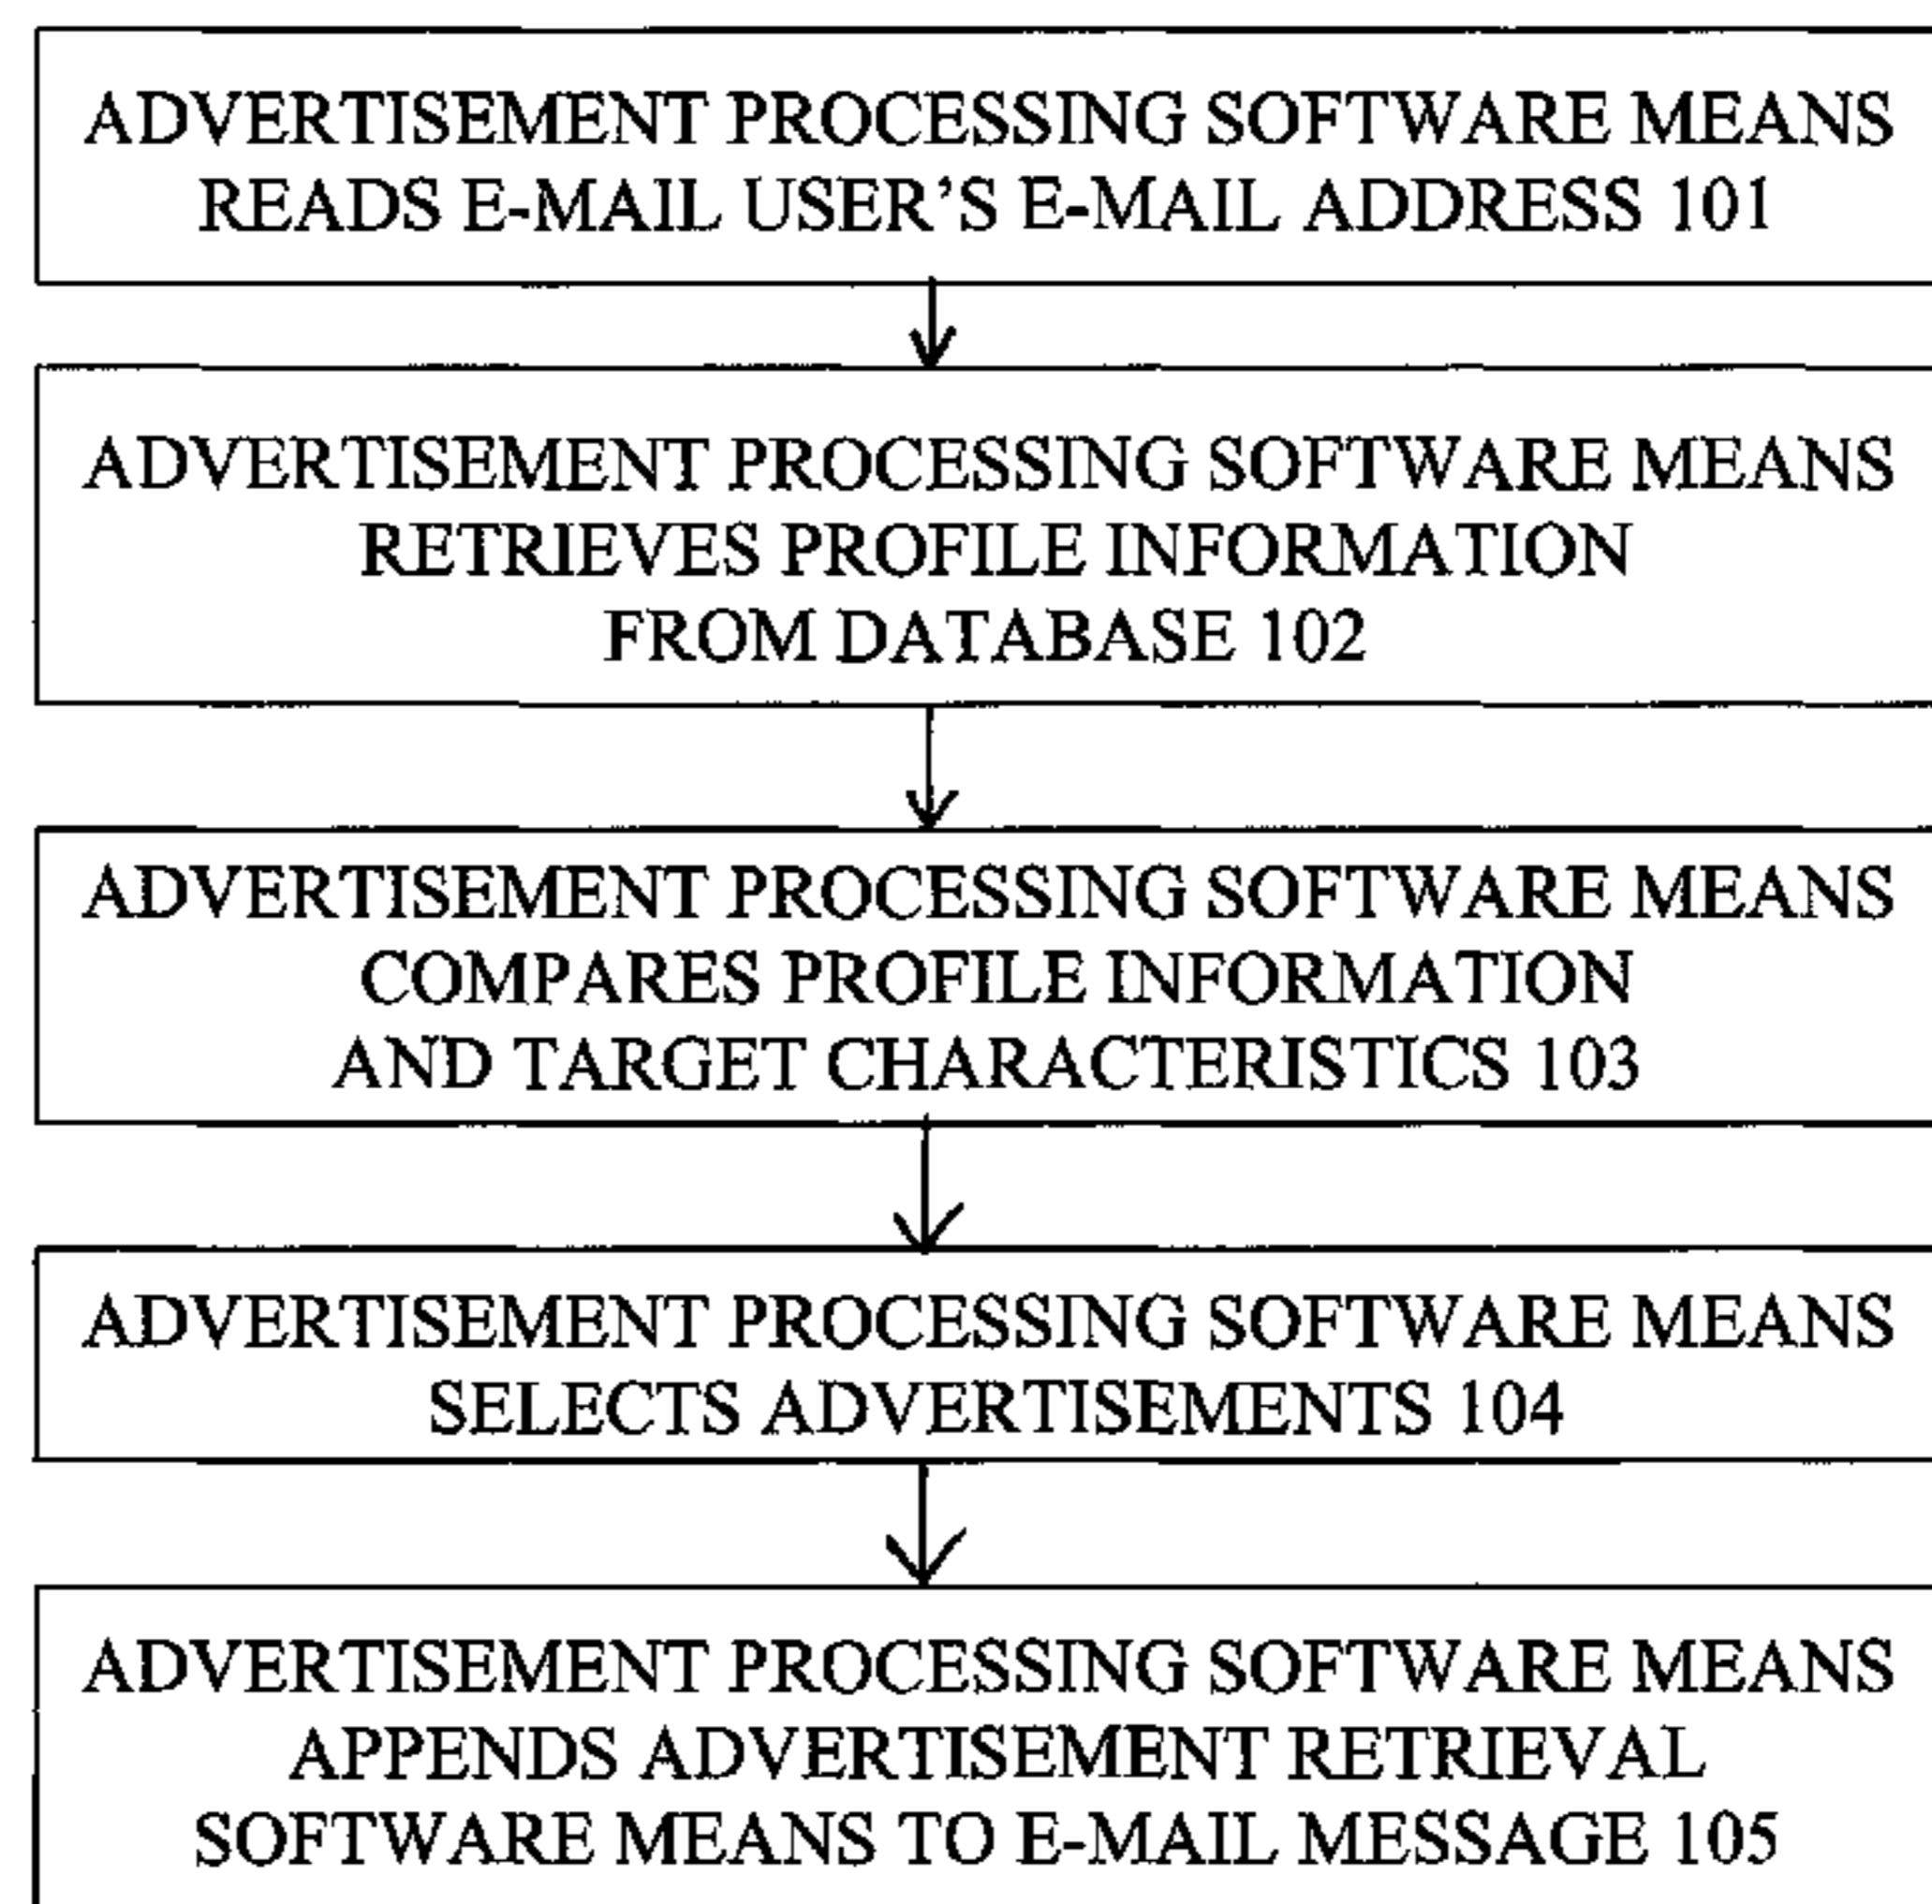 ADVERTISEMENT PROCESSING SOFTWARE MEANS
READS E-MAIL USER'S E-MAIL ADDRESS 101
ADVERTISEMENT PROCESSING SOFTWARE MEANS
RETRIEVES PROFILE INFORMATION
FROM DATABASE 102
ADVERTISEMENT PROCESSING SOFTWARE MEANS
COMPARES PROFILE INFORMATION
AND TARGET CHARACTERISTICS 103
ADVERTISEMENT PROCESSING SOFTWARE MEANS
SELECTS ADVERTISEMENTS 104
ADVERTISEMENT PROCESSING SOFTWARE MEANS
APPENDS ADVERTISEMENT RETRIEVAL
SOFTWARE MEANS TO E-MAIL MESSAGE 105